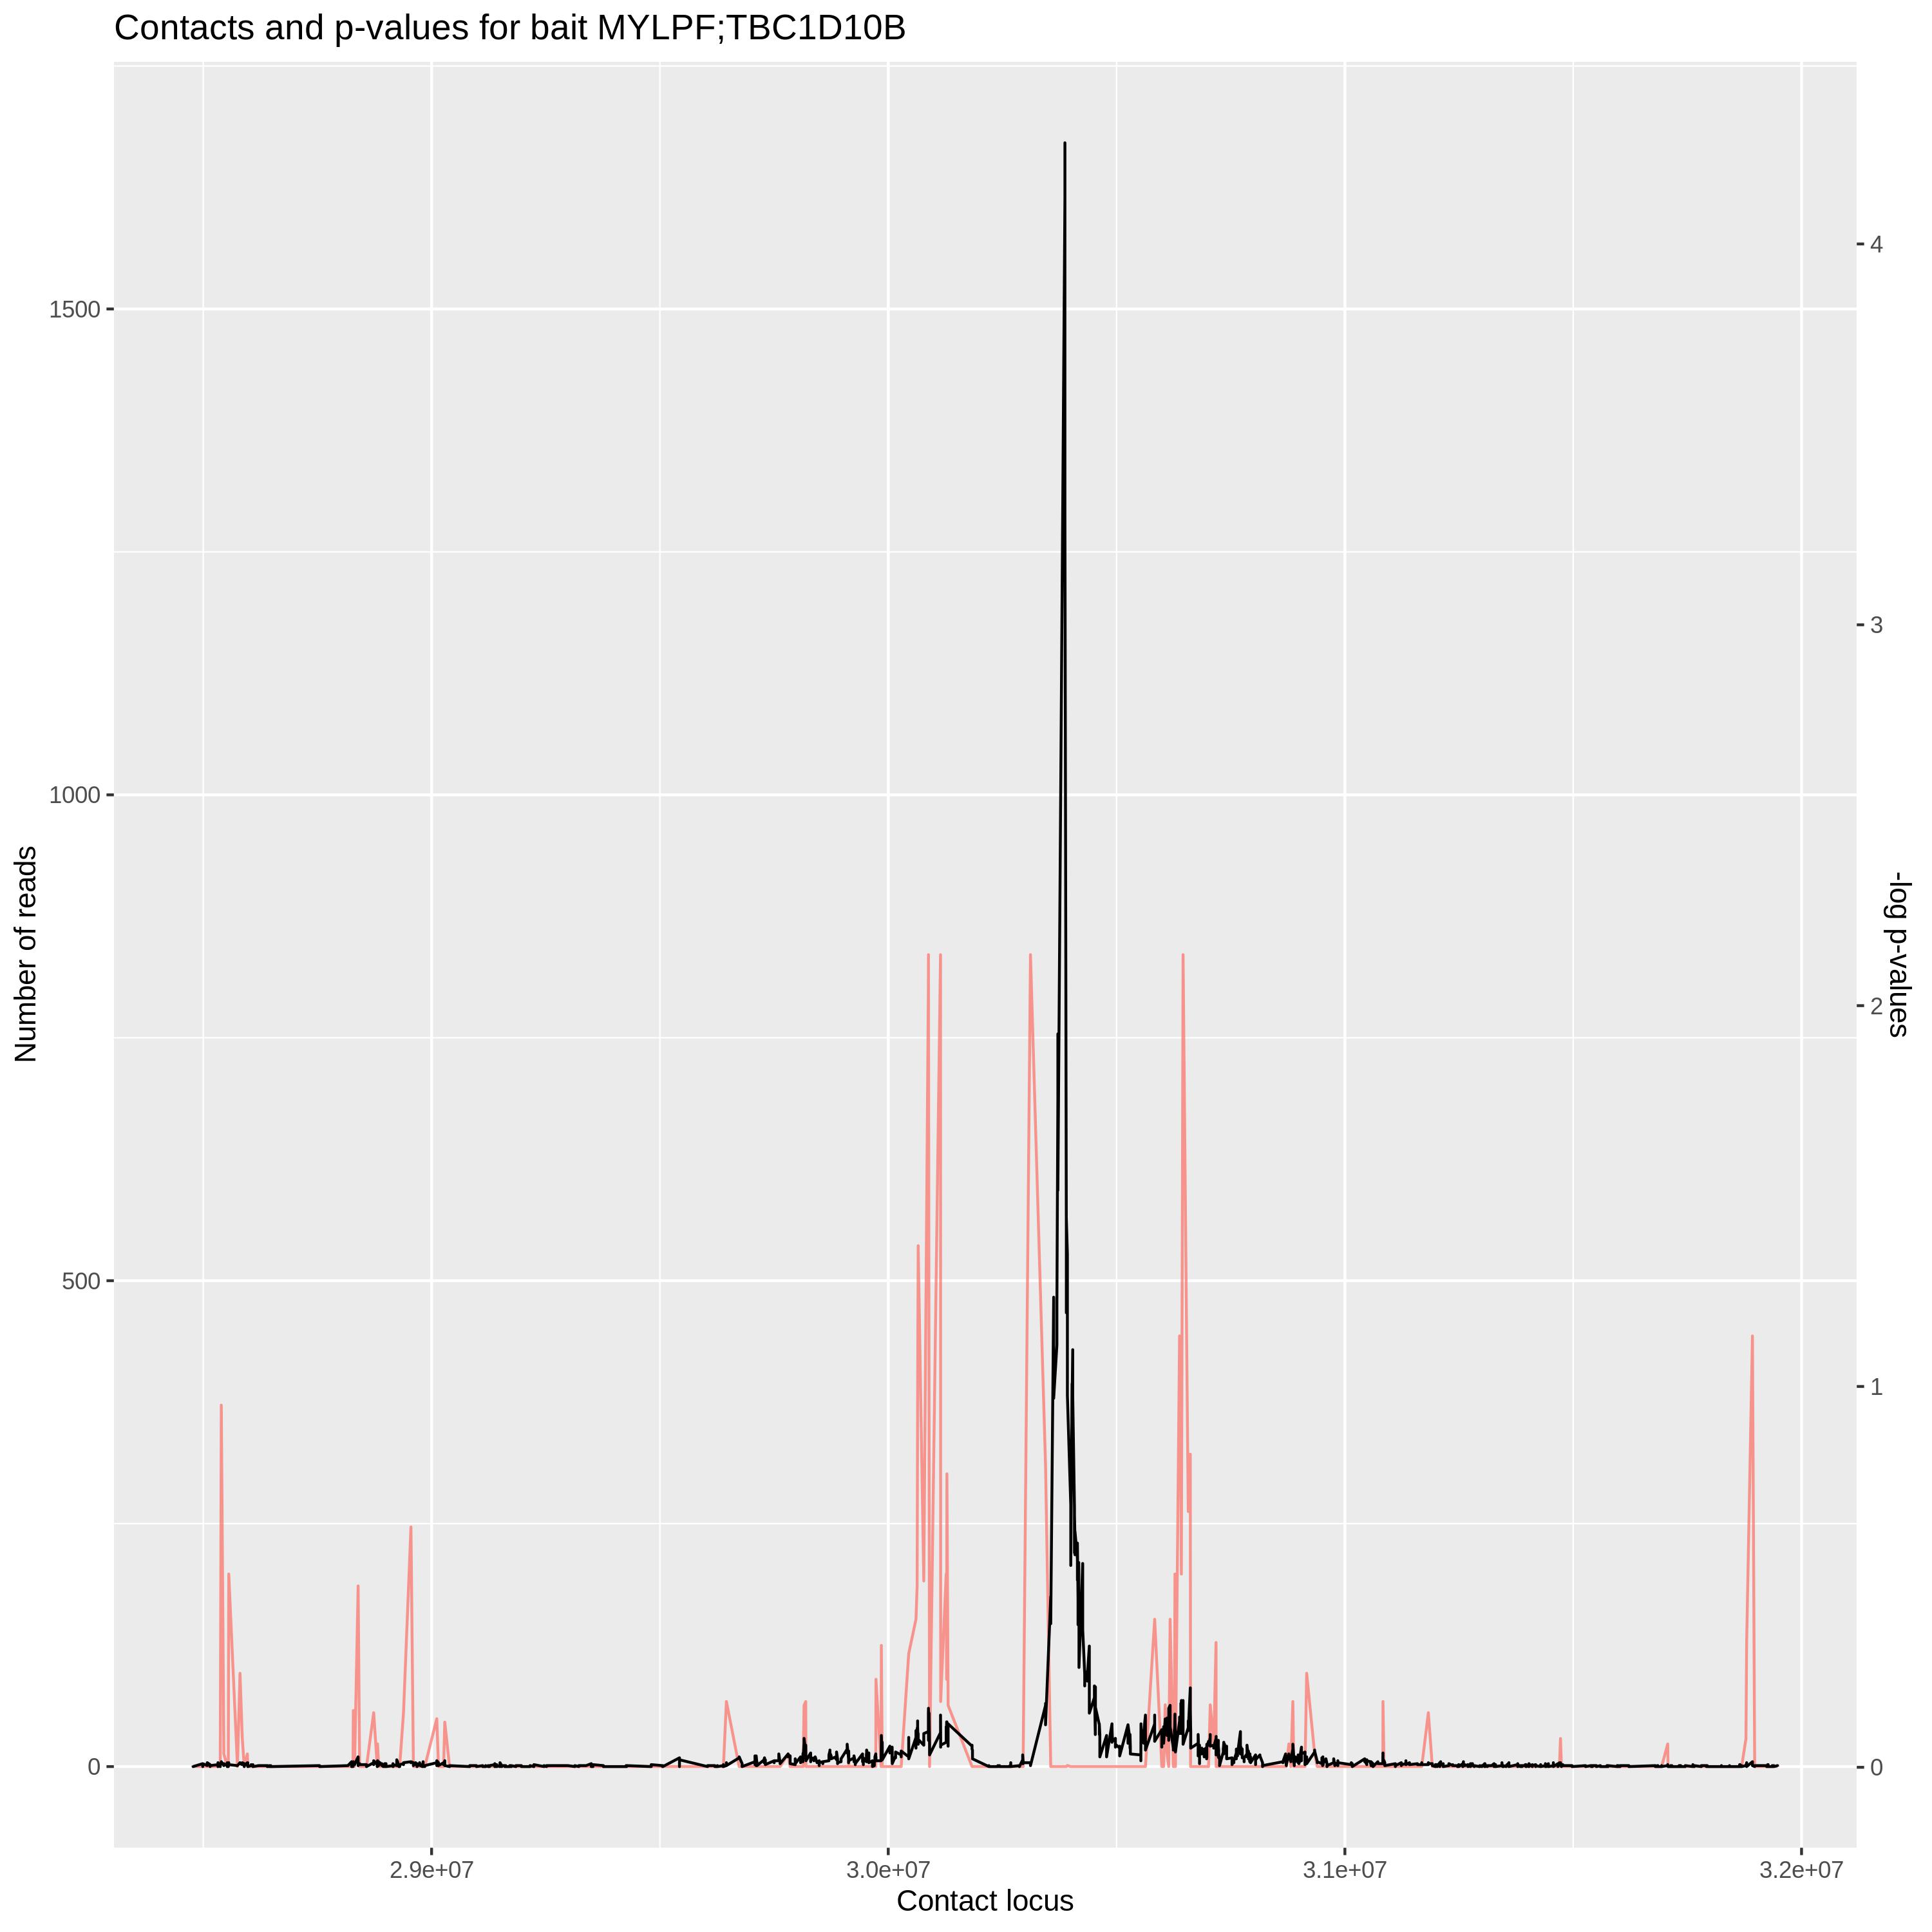 Contacts and p-values for bait MYLPF;TBC1D10B
Number of reads
1500
1000
500
0
4
3
2
1
0
-log p-values
2.9e+07
3.0e+07
3.1e+07
3.2e+07
Contact locus